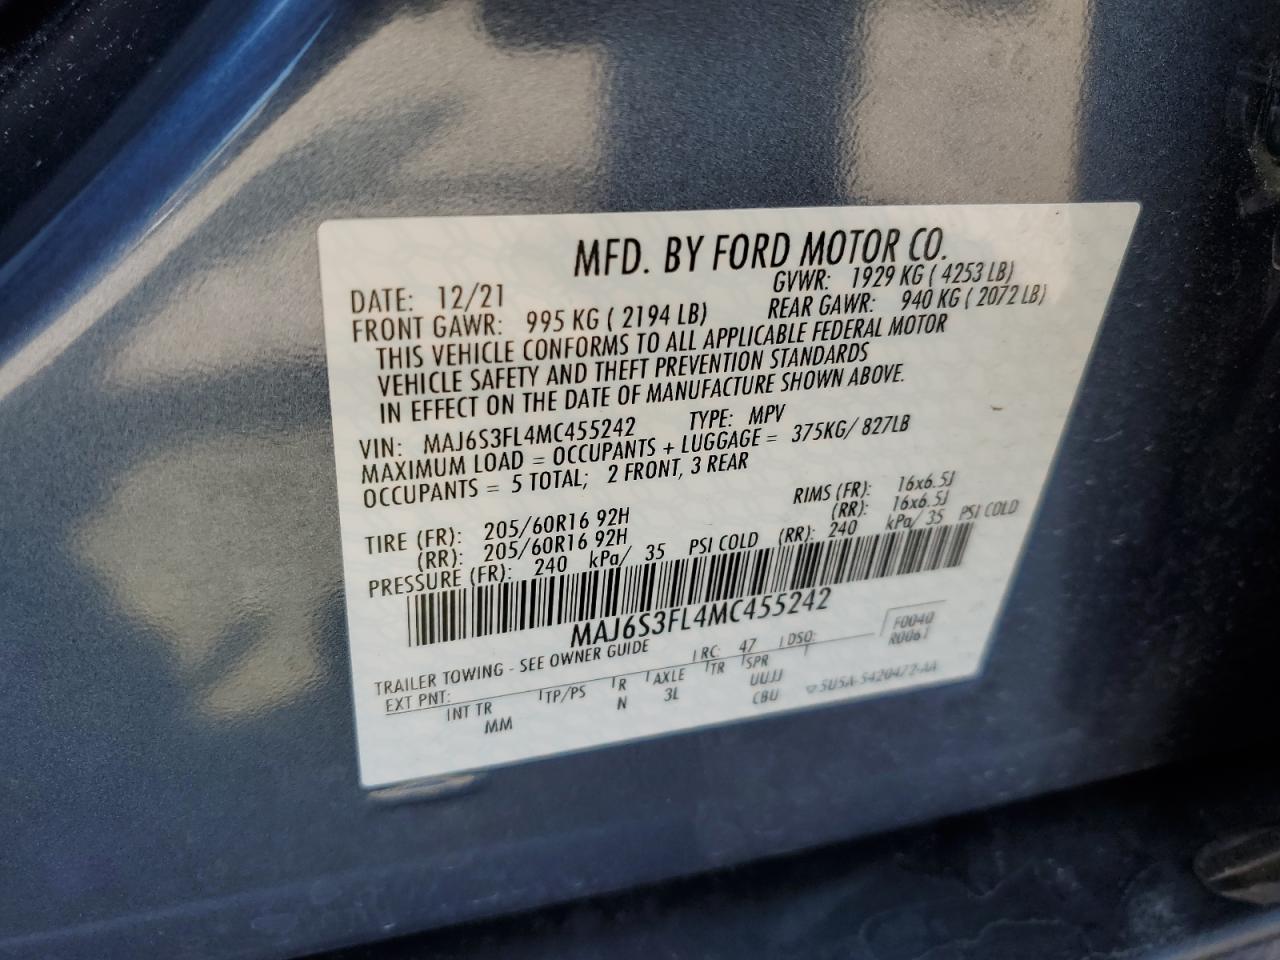 MFD. BY FORD MOTOR CO.
DATE: 12/21 GVWR: 1929 KG ( 4253 LB)
FRONT GAWR: 995 KG ( 2194 LB) REAR GAWR: 940 KG ( 2072 LB)
THIS VEHICLE CONFORMS TO ALL APPLICABLE FEDERAL MOTOR
VEHICLE SAFETY AND THEFT PREVENTION STANDARDS
IN EFFECT ON THE DATE OF MANUFACTURE SHOWN ABOVE.
VIN: MAJ6S3FL4MC455242 TYPE: MPV
MAXIMUM LOAD = OCCUPANTS + LUGGAGE = 375KG/ 827LB
OCCUPANTS = 5 TOTAL; 2 FRONT, 3 REAR
TIRE (FR): 205/60R16 92H RIMS (FR): 16x6.5J
(RR): 205/60R16 92H (RR): 16x6.5J
PRESSURE (FR): 240 kPa/ 35 PSI COLD (RR): 240 kPa/ 35 PSI COLD
MAJ6S3FL4MC455242
TRAILER TOWING - SEE OWNER GUIDE
EXT PNT: RC: 47 DSO: F0040
R0061
INT TR TP/PS R AXLE TR SPR
MM N 3L UUJJ
CBU
5U5A-5420472-AA